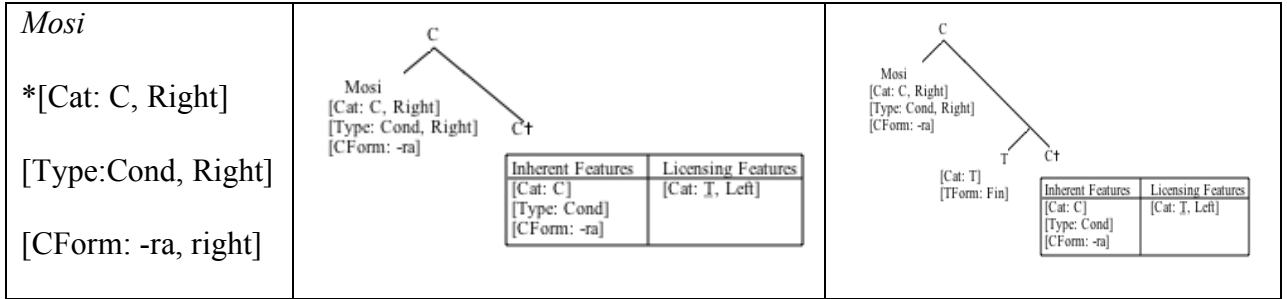 Mosi
*[Cat: C, Right]
[Type:Cond, Right]
[CForm: -ra, right]
C
Mosi
[Cat: C, Right]
[Type: Cond, Right]
[CForm: -ra]
C†
Inherent Features Licensing Features
[Cat: C] [Cat: T, Left]
[Type: Cond]
[CForm: -ra]
C
Mosi
[Cat: C, Right]
[Type: Cond, Right]
[CForm: -ra]
T C†
[Cat: T]
[TForm: Fin]
Inherent Features Licensing Features
[Cat: C] [Cat: T, Left]
[Type: Cond]
[CForm: -ra]